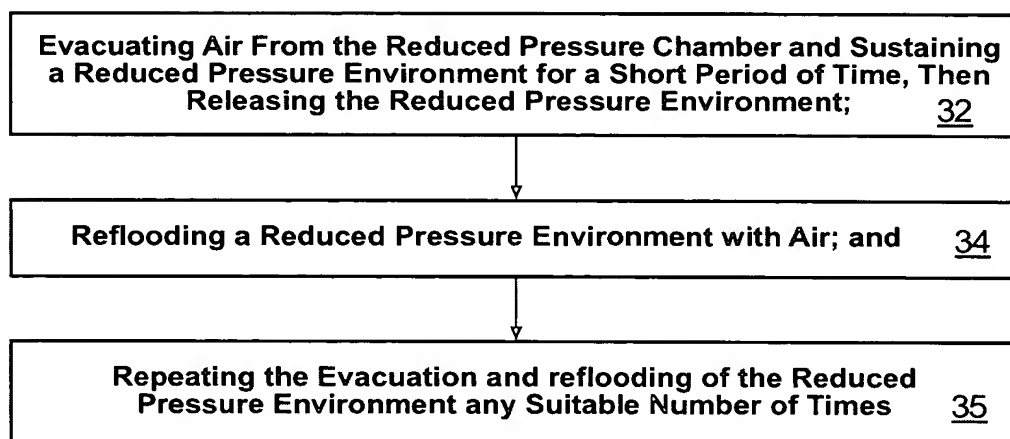 Evacuating Air From the Reduced Pressure Chamber and Sustaining
a Reduced Pressure Environment for a Short Period of Time, Then
Releasing the Reduced Pressure Environment; 32
Reflooding a Reduced Pressure Environment with Air; and 34
Repeating the Evacuation and reflooding of the Reduced
Pressure Environment any Suitable Number of Times 35